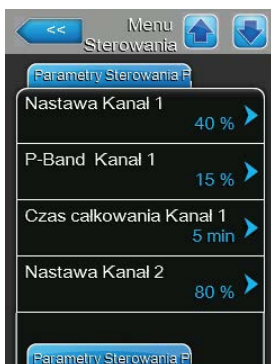 << Menu
Sterowania
Parametry Sterowania P
Nastawa Kanał 1
40 %
P-Band Kanał 1
15 %
Czas calkowania Kanał 1
5 min
Nastawa Kanał 2
80 %
Parametry Sterowania P